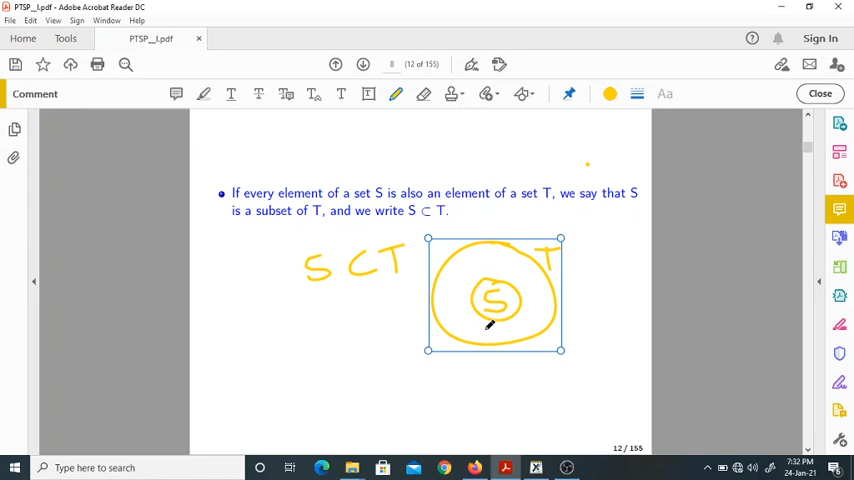 PTSP_I.pdf - Adobe Acrobat Reader DC
File Edit View Sign Window Help
Home Tools PTSP__I.pdf × Sign In
8 (12 of 155)
Comment Aa Close
• If every element of a set S is also an element of a set T, we say that S
is a subset of T, and we write S ⊂ T.
S ⊂ T
T
S
12 / 155
Type here to search
7:32 PM
24-Jan-21